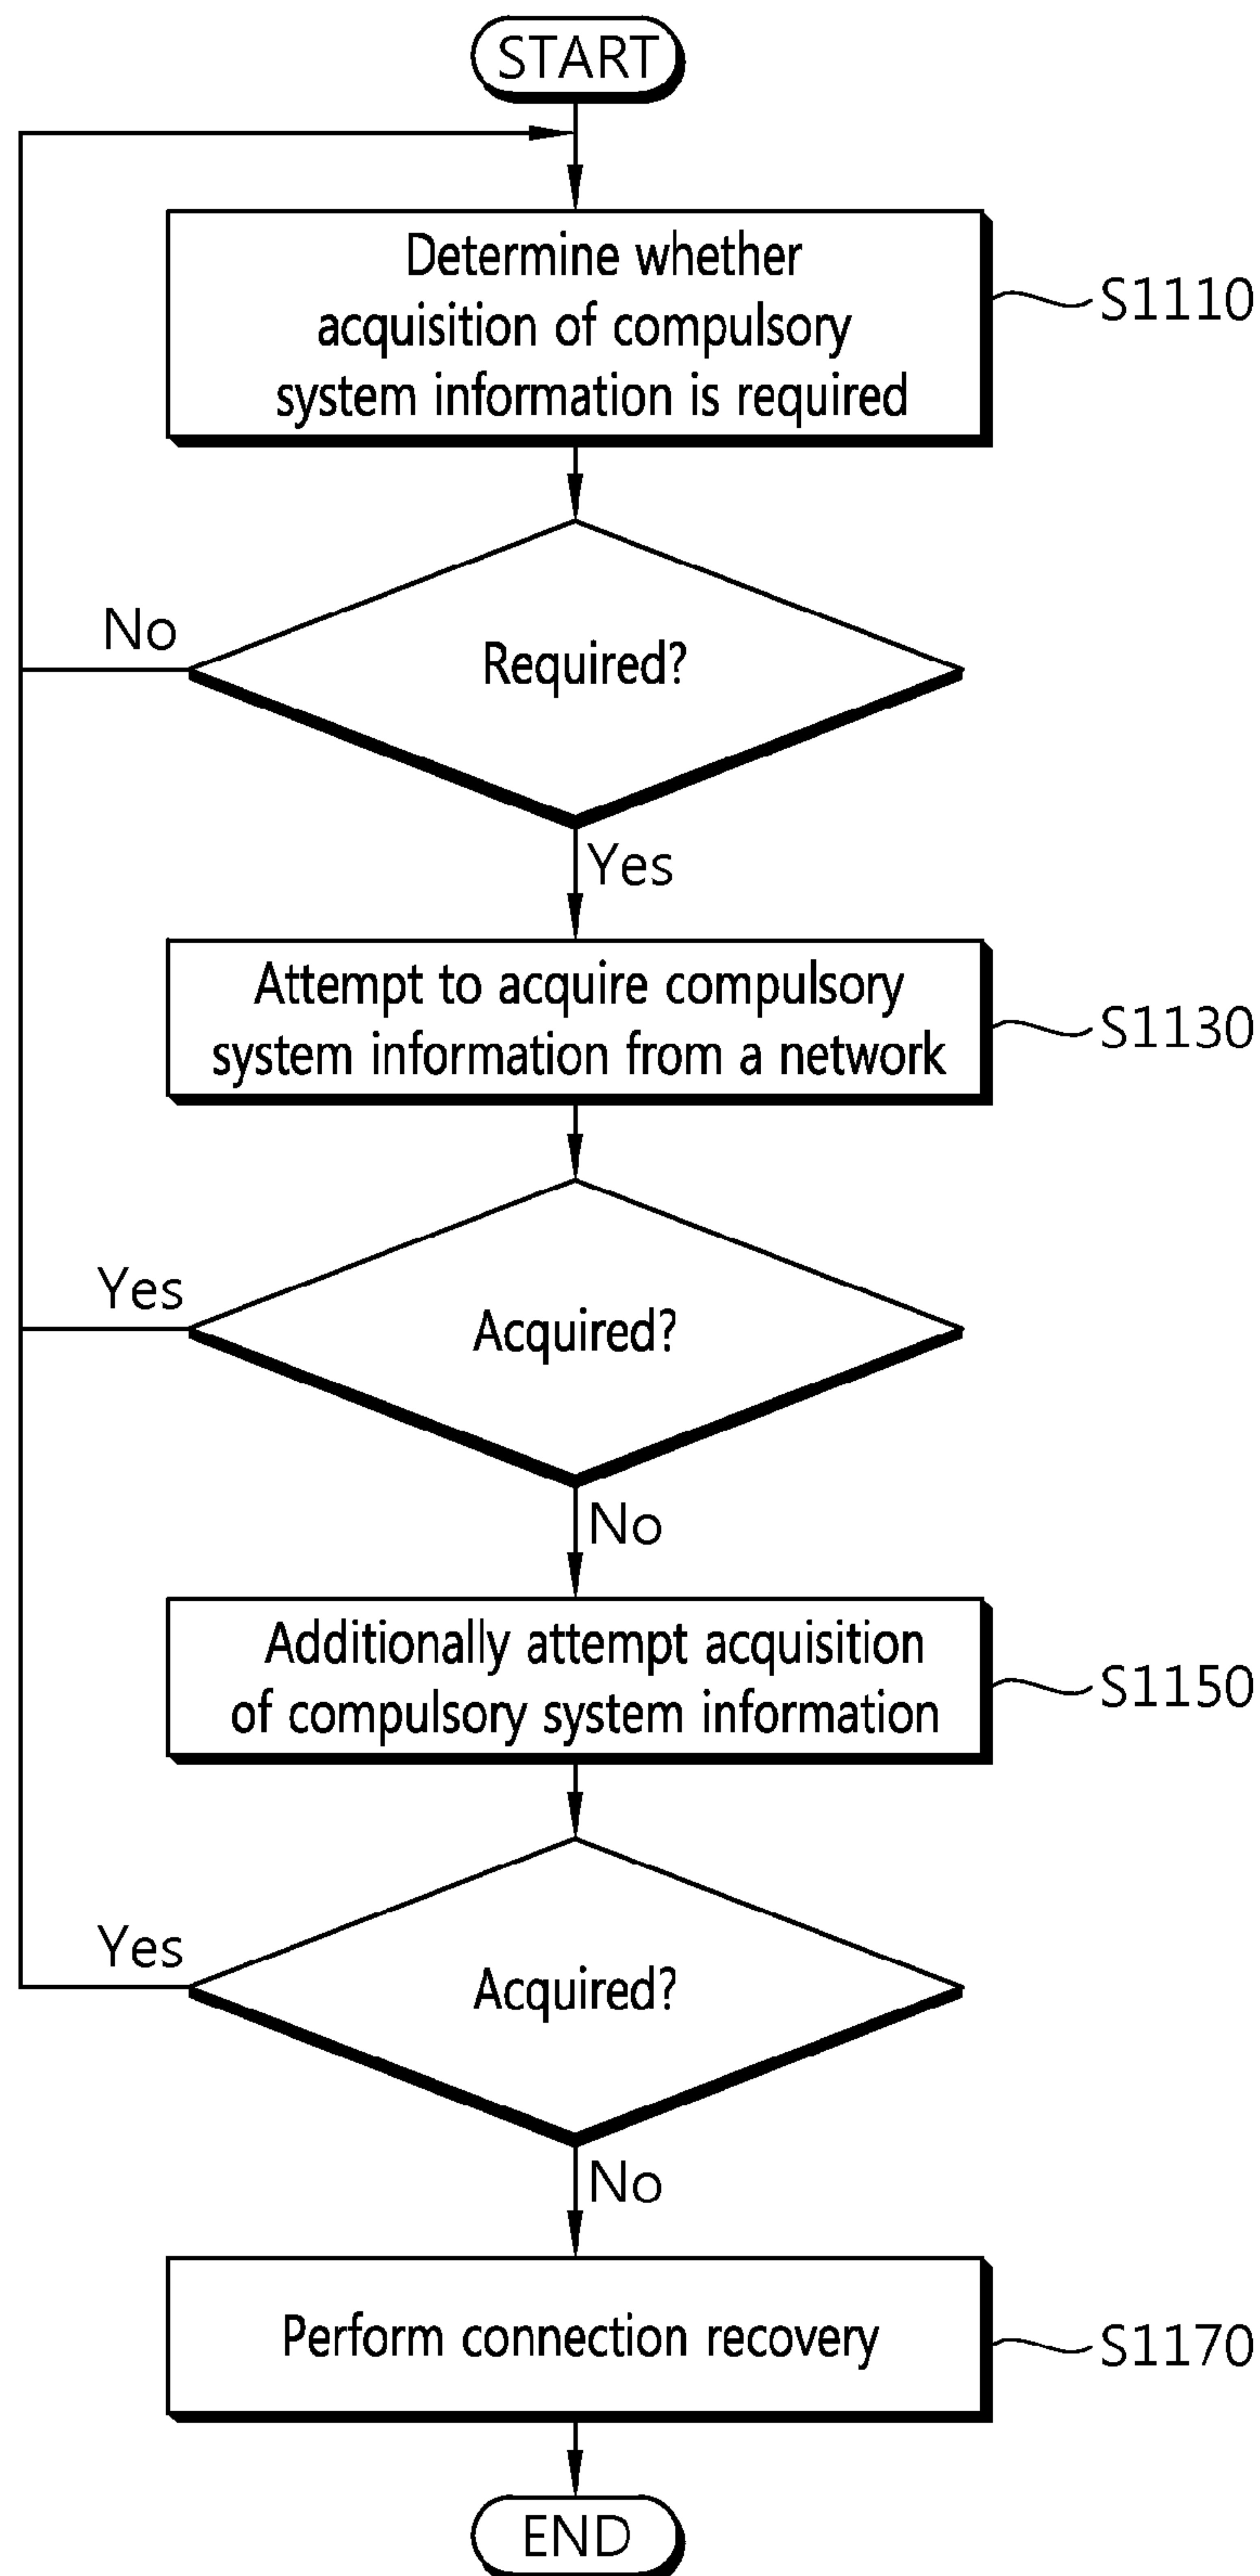 START
Determine whether
acquisition of compulsory
system information is required
S1110
No
Required?
Yes
Attempt to acquire compulsory
system information from a network
S1130
Yes
Acquired?
No
Additionally attempt acquisition
of compulsory system information
S1150
Yes
Acquired?
No
Perform connection recovery
S1170
END